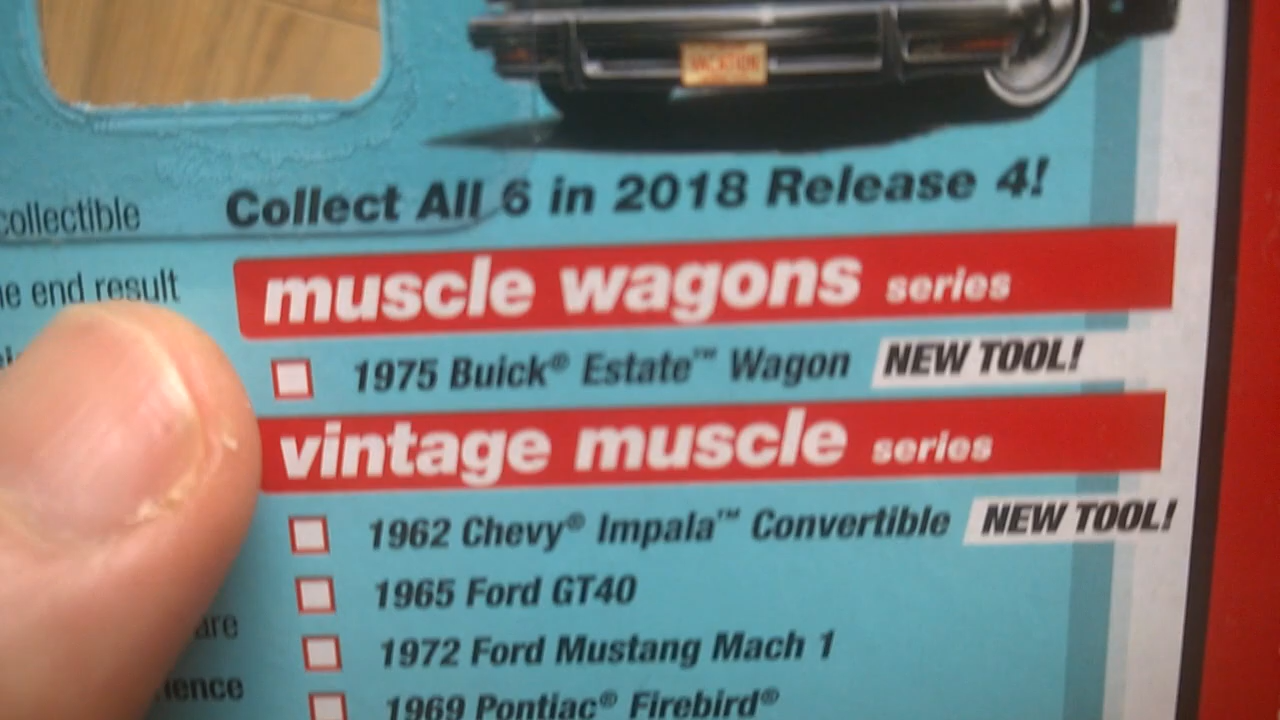 VACATION
collectible
Collect All 6 in 2018 Release 4!
end result
muscle wagons series
1975 Buick® Estate™ Wagon NEW TOOL!
vintage muscle series
1962 Chevy® Impala™ Convertible NEW TOOL!
1965 Ford GT40
are
1972 Ford Mustang Mach 1
1969 Pontiac® Firebird®